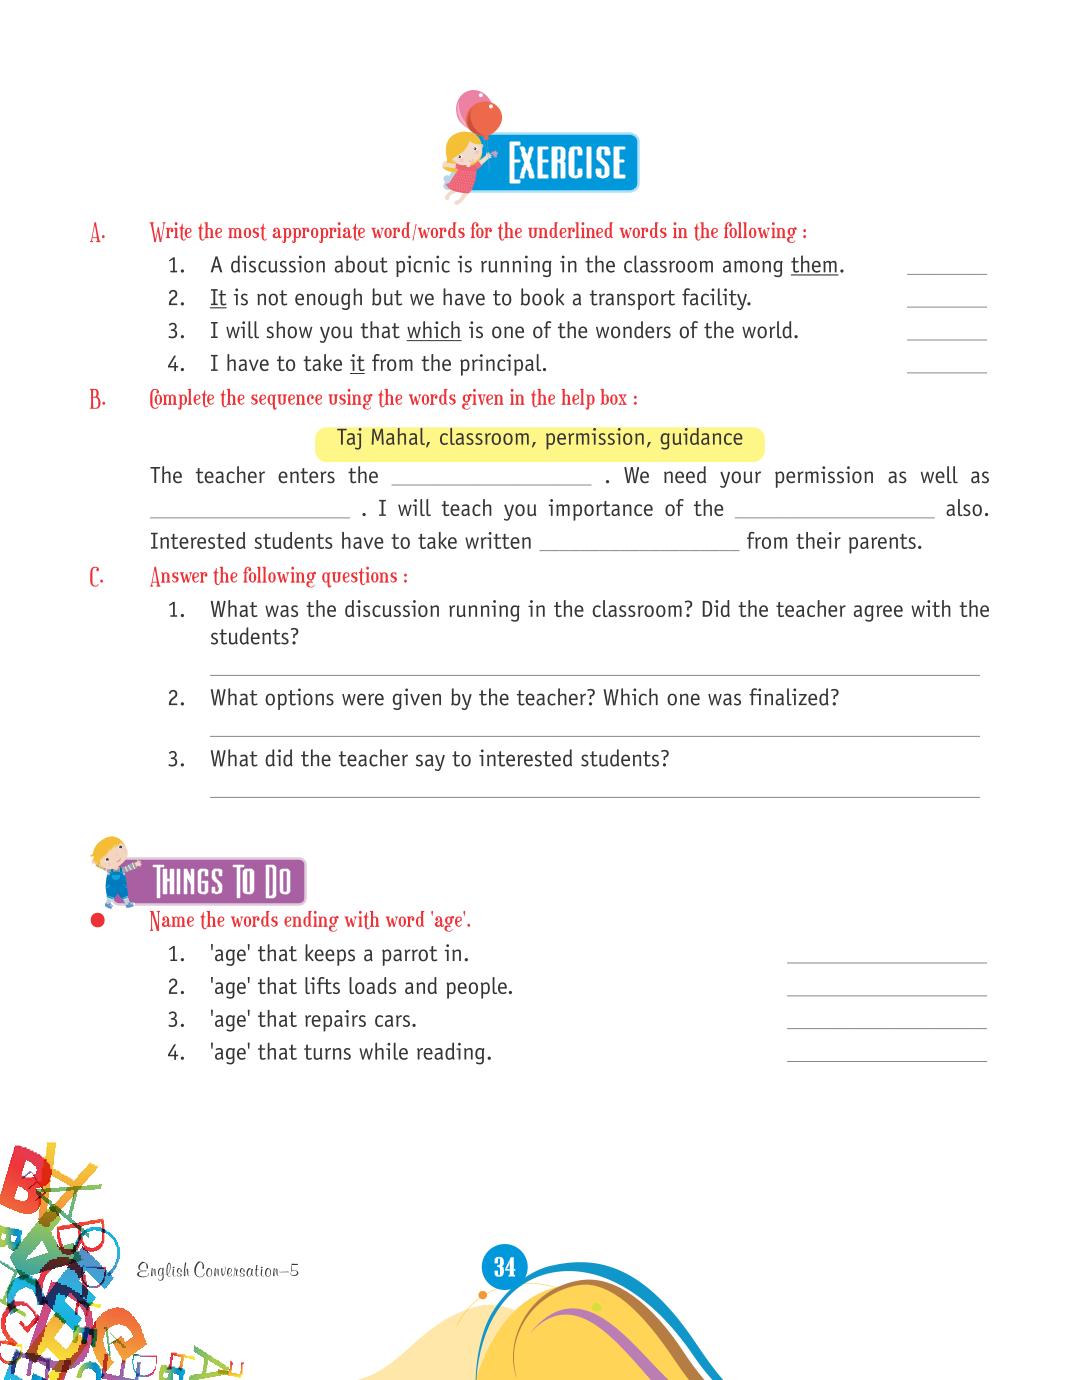 EXERCISE
A. Write the most appropriate word/words for the underlined words in the following :
1. A discussion about picnic is running in the classroom among them. ________
2. It is not enough but we have to book a transport facility. ________
3. I will show you that which is one of the wonders of the world. ________
4. I have to take it from the principal. ________
B. Complete the sequence using the words given in the help box :
Taj Mahal, classroom, permission, guidance
The teacher enters the ____________________ . We need your permission as well as
____________________ . I will teach you importance of the ____________________ also.
Interested students have to take written ____________________ from their parents.
C. Answer the following questions :
1. What was the discussion running in the classroom? Did the teacher agree with the
students?
2. What options were given by the teacher? Which one was finalized?
3. What did the teacher say to interested students?
THINGS TO DO
● Name the words ending with word 'age'.
1. 'age' that keeps a parrot in. ____________________
2. 'age' that lifts loads and people. ____________________
3. 'age' that repairs cars. ____________________
4. 'age' that turns while reading. ____________________
English Conversation–5
34